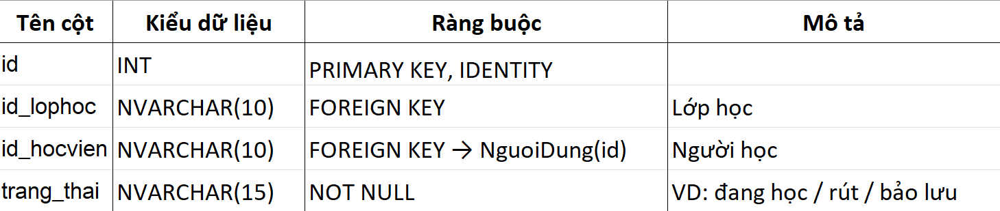 Tên cột Kiểu dữ liệu Ràng buộc Mô tả
id INT PRIMARY KEY, IDENTITY
id_lophoc NVARCHAR(10) FOREIGN KEY Lớp học
id_hocvien NVARCHAR(10) FOREIGN KEY → NguoiDung(id) Người học
trang_thai NVARCHAR(15) NOT NULL VD: đang học / rút / bảo lưu